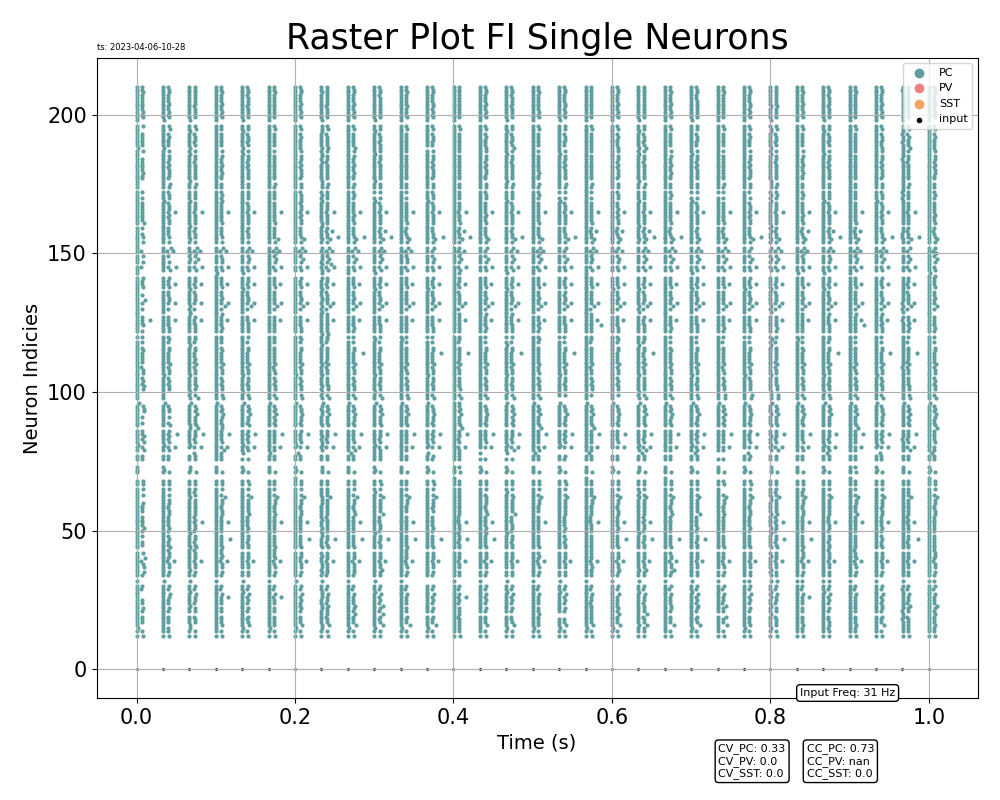 Raster Plot FI Single Neurons
ts: 2023-04-06-10-28
PC
PV
SST
input
200
150
100
50
0
Neuron Indicies
0.0 0.2 0.4 0.6 0.8 1.0
Time (s)
Input Freq: 31 Hz
CV_PC: 0.33
CV_PV: 0.0
CV_SST: 0.0
CC_PC: 0.73
CC_PV: nan
CC_SST: 0.0